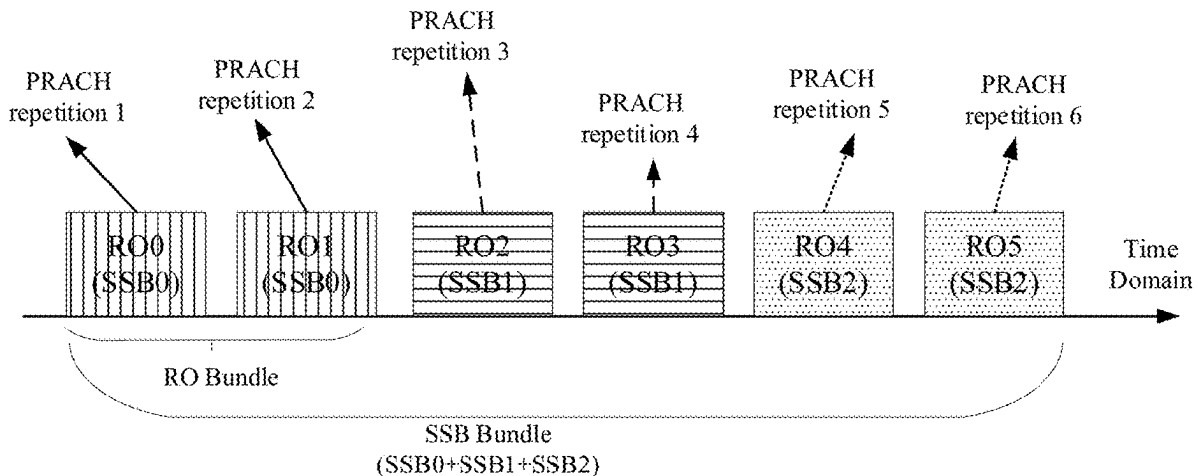 PRACH
repetition 1
PRACH
repetition 2
PRACH
repetition 3
PRACH
repetition 4
PRACH
repetition 5
PRACH
repetition 6
RO0
(SSB0)
RO1
(SSB0)
RO2
(SSB1)
RO3
(SSB1)
RO4
(SSB2)
RO5
(SSB2)
Time
Domain
RO Bundle
SSB Bundle
(SSB0+SSB1+SSB2)